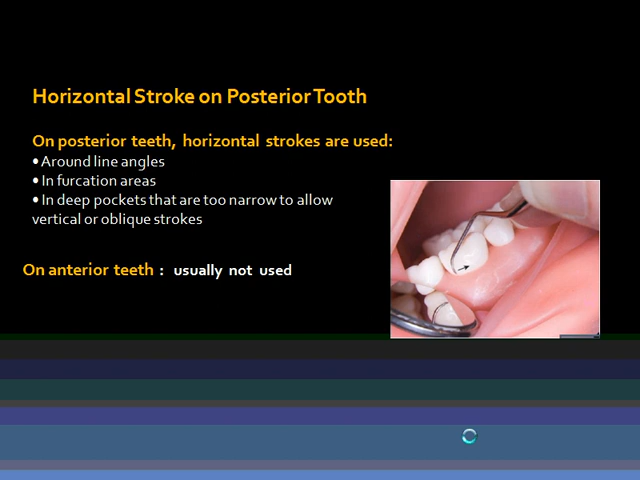 Horizontal Stroke on Posterior Tooth
On posterior teeth, horizontal strokes are used:
• Around line angles
• In furcation areas
• In deep pockets that are too narrow to allow
vertical or oblique strokes
On anterior teeth : usually not used